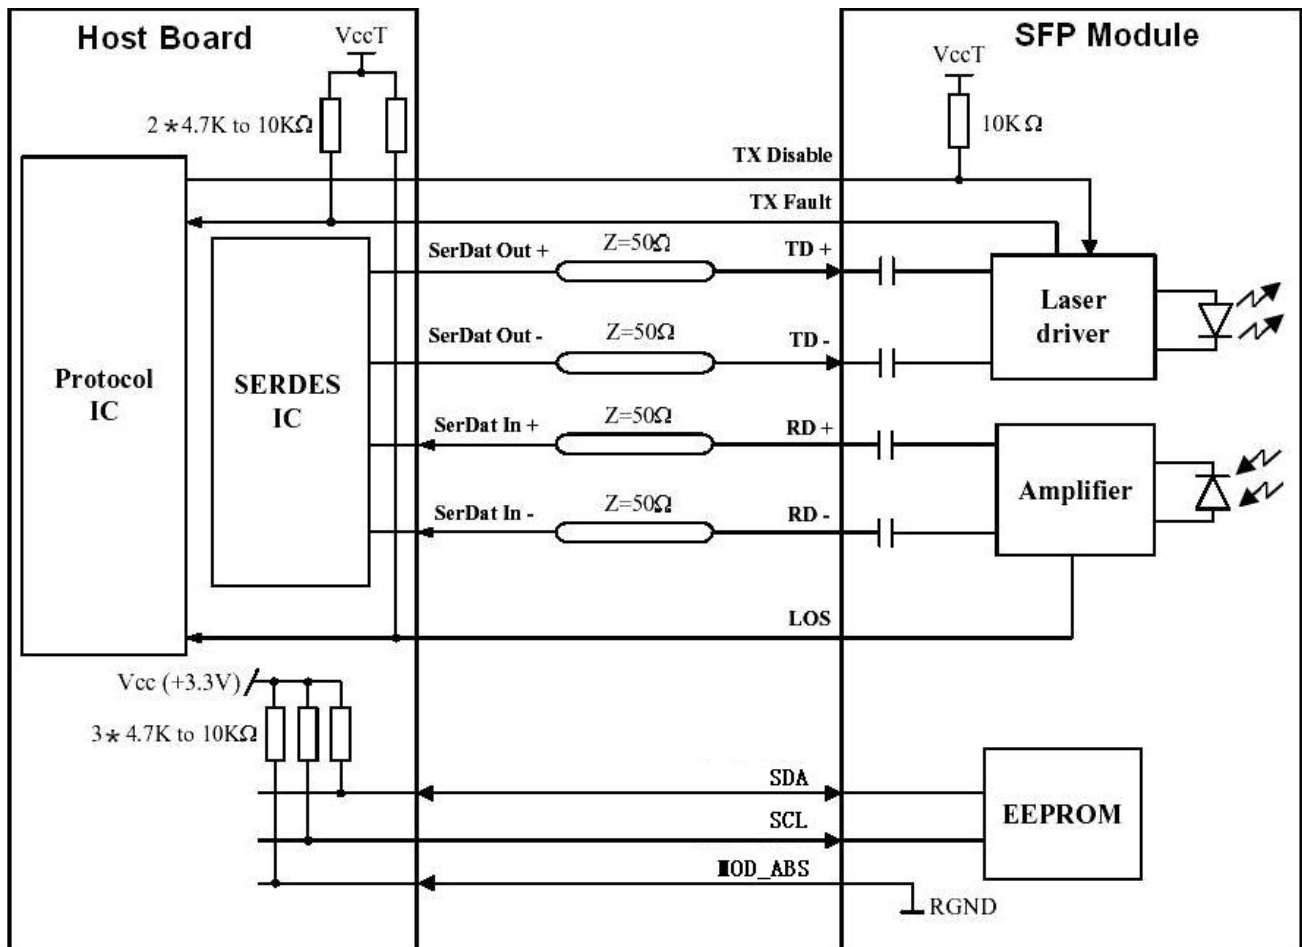 Host Board
SFP Module
VccT
VccT
2*4.7K to 10KΩ
10KΩ
TX Disable
TX Fault
SerDat Out +
Z=50Ω
TD +
Laser
driver
SerDat Out -
Z=50Ω
TD -
Protocol
IC
SERDES
IC
SerDat In +
Z=50Ω
RD +
Amplifier
SerDat In -
Z=50Ω
RD -
LOS
Vcc (+3.3V)
3* 4.7K to 10KΩ
SDA
SCL
EEPROM
MOD_ABS
RGND